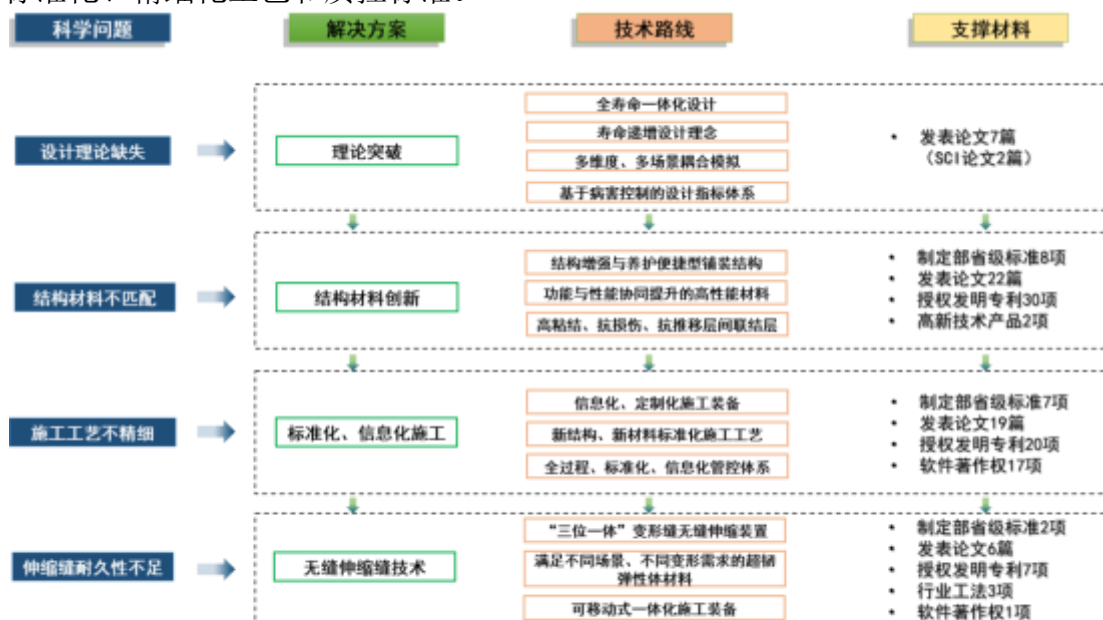 标准化、精细化工艺和质控标准。
科学问题 解决方案 技术路线 支撑材料
设计理论缺失
理论突破
全寿命一体化设计
寿命递增设计理念
多维度、多场景耦合模拟
基于病害控制的设计指标体系
• 发表论文7篇
（SCI论文2篇）
结构材料不匹配
结构材料创新
结构增强与养护便捷型铺装结构
功能与性能协同提升的高性能材料
高粘结、抗损伤、抗推移层间联结层
• 制定部省级标准8项
• 发表论文22篇
• 授权发明专利30项
• 高新技术产品2项
施工工艺不精细
标准化、信息化施工
信息化、定制化施工装备
新结构、新材料标准化施工工艺
全过程、标准化、信息化管控体系
• 制定部省级标准7项
• 发表论文19篇
• 授权发明专利20项
• 软件著作权17项
伸缩缝耐久性不足
无缝伸缩缝技术
“三位一体”变形缝无缝伸缩装置
满足不同场景、不同变形需求的超韧
弹性体材料
可移动式一体化施工装备
• 制定部省级标准2项
• 发表论文6篇
• 授权发明专利7项
• 行业工法3项
• 软件著作权1项